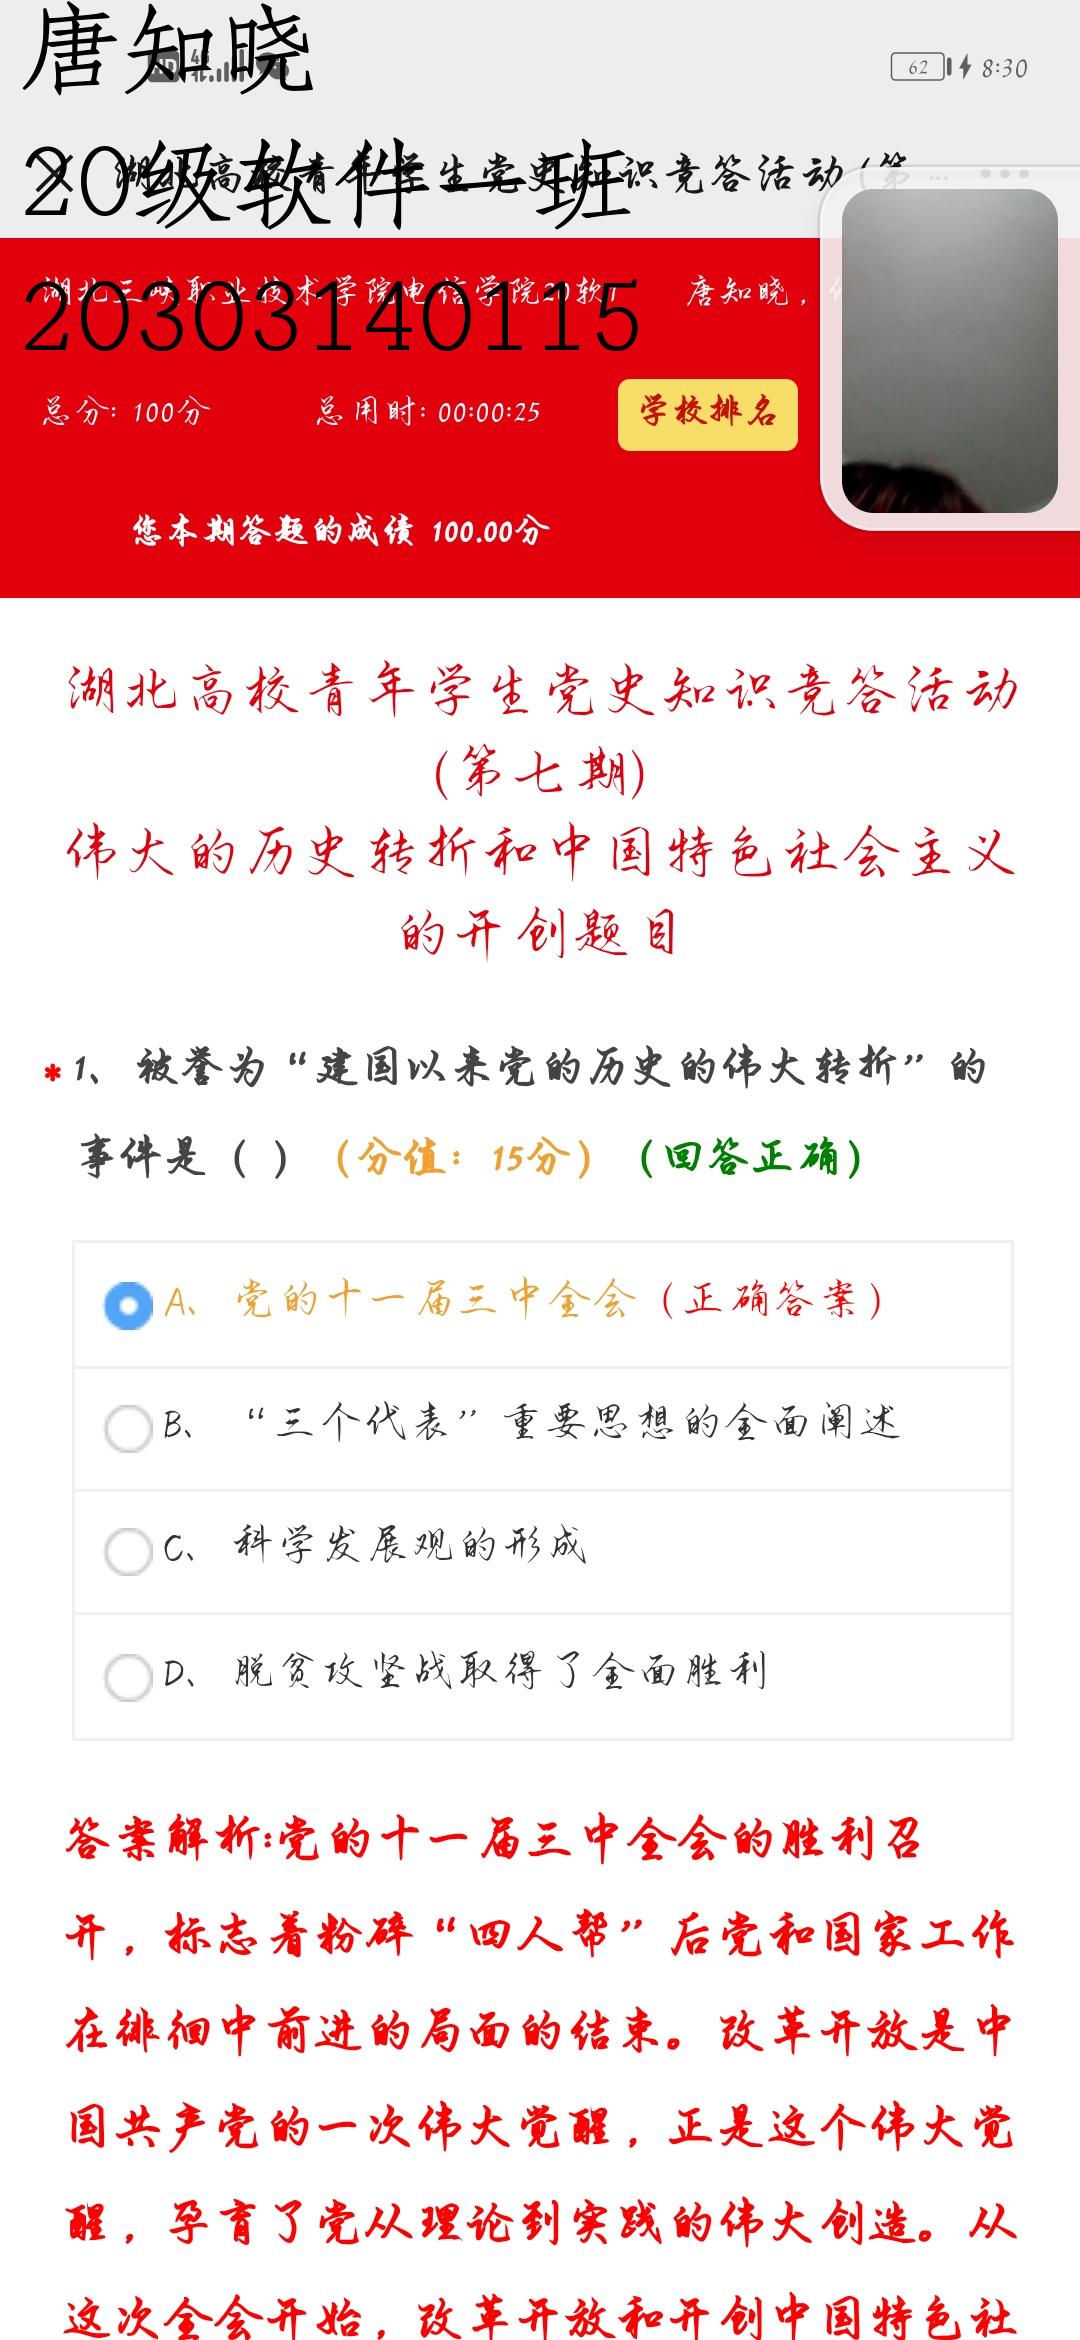 唐知晓
62 8:30
20级软件一班
湖北高校青年学生党史知识竞答活动(第 ...
湖北三峡职业技术学院电信学院20软1 唐知晓，
20303140115
总分: 100分 总用时: 00:00:25 学校排名
您本期答题的成绩 100.00分
湖北高校青年学生党史知识竞答活动
(第七期)
伟大的历史转折和中国特色社会主义
的开创题目
* 1、被誉为“建国以来党的历史的伟大转折”的
事件是（ ）（分值：15分）（回答正确）
A、党的十一届三中全会（正确答案）
B、“三个代表”重要思想的全面阐述
C、科学发展观的形成
D、脱贫攻坚战取得了全面胜利
答案解析:党的十一届三中全会的胜利召
开，标志着粉碎“四人帮”后党和国家工作
在徘徊中前进的局面的结束。改革开放是中
国共产党的一次伟大觉醒，正是这个伟大觉
醒，孕育了党从理论到实践的伟大创造。从
这次全会开始，改革开放和开创中国特色社